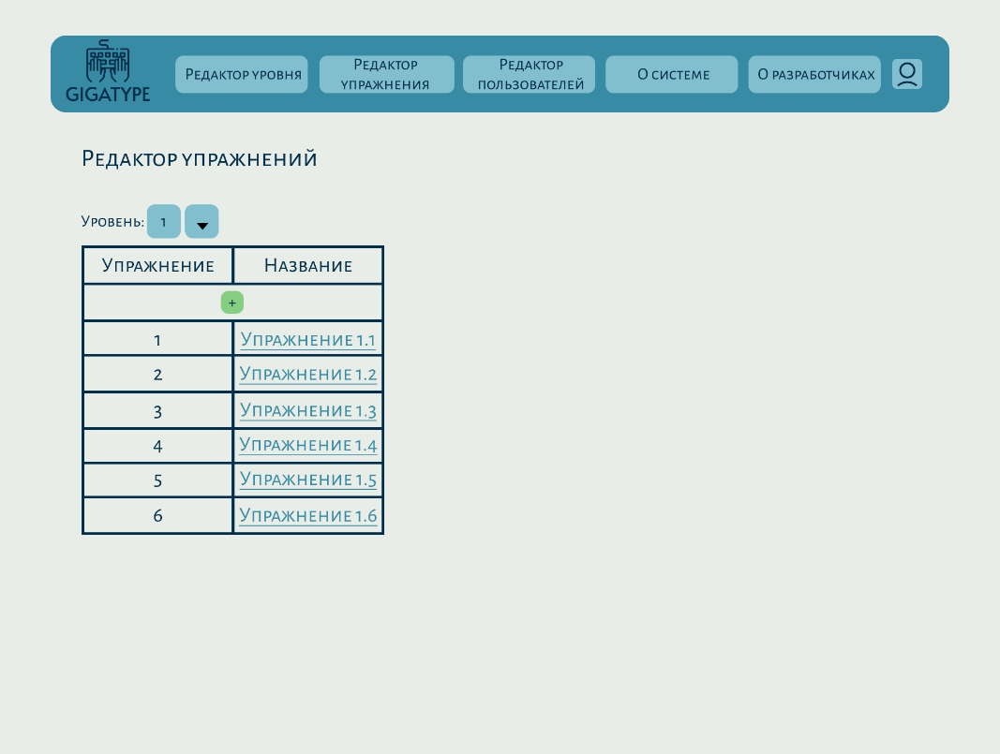 GIGATYPE
Редактор уровня
Редактор
упражнения
Редактор
пользователей
О системе
О разработчиках
Редактор упражнений
Уровень: 1
Упражнение Название
+
1 Упражнение 1.1
2 Упражнение 1.2
3 Упражнение 1.3
4 Упражнение 1.4
5 Упражнение 1.5
6 Упражнение 1.6